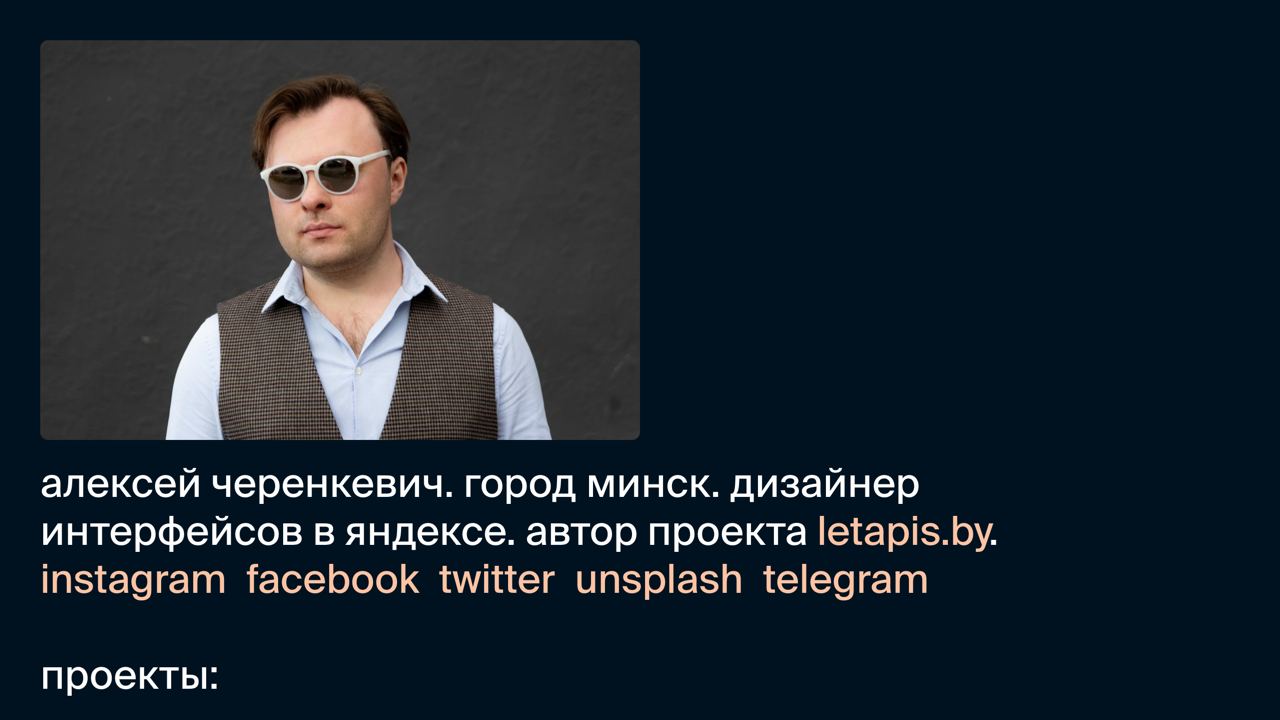 алексей черенкевич. город минск. дизайнер
интерфейсов в яндексе. автор проекта letapis.by.
instagram facebook twitter unsplash telegram
проекты: